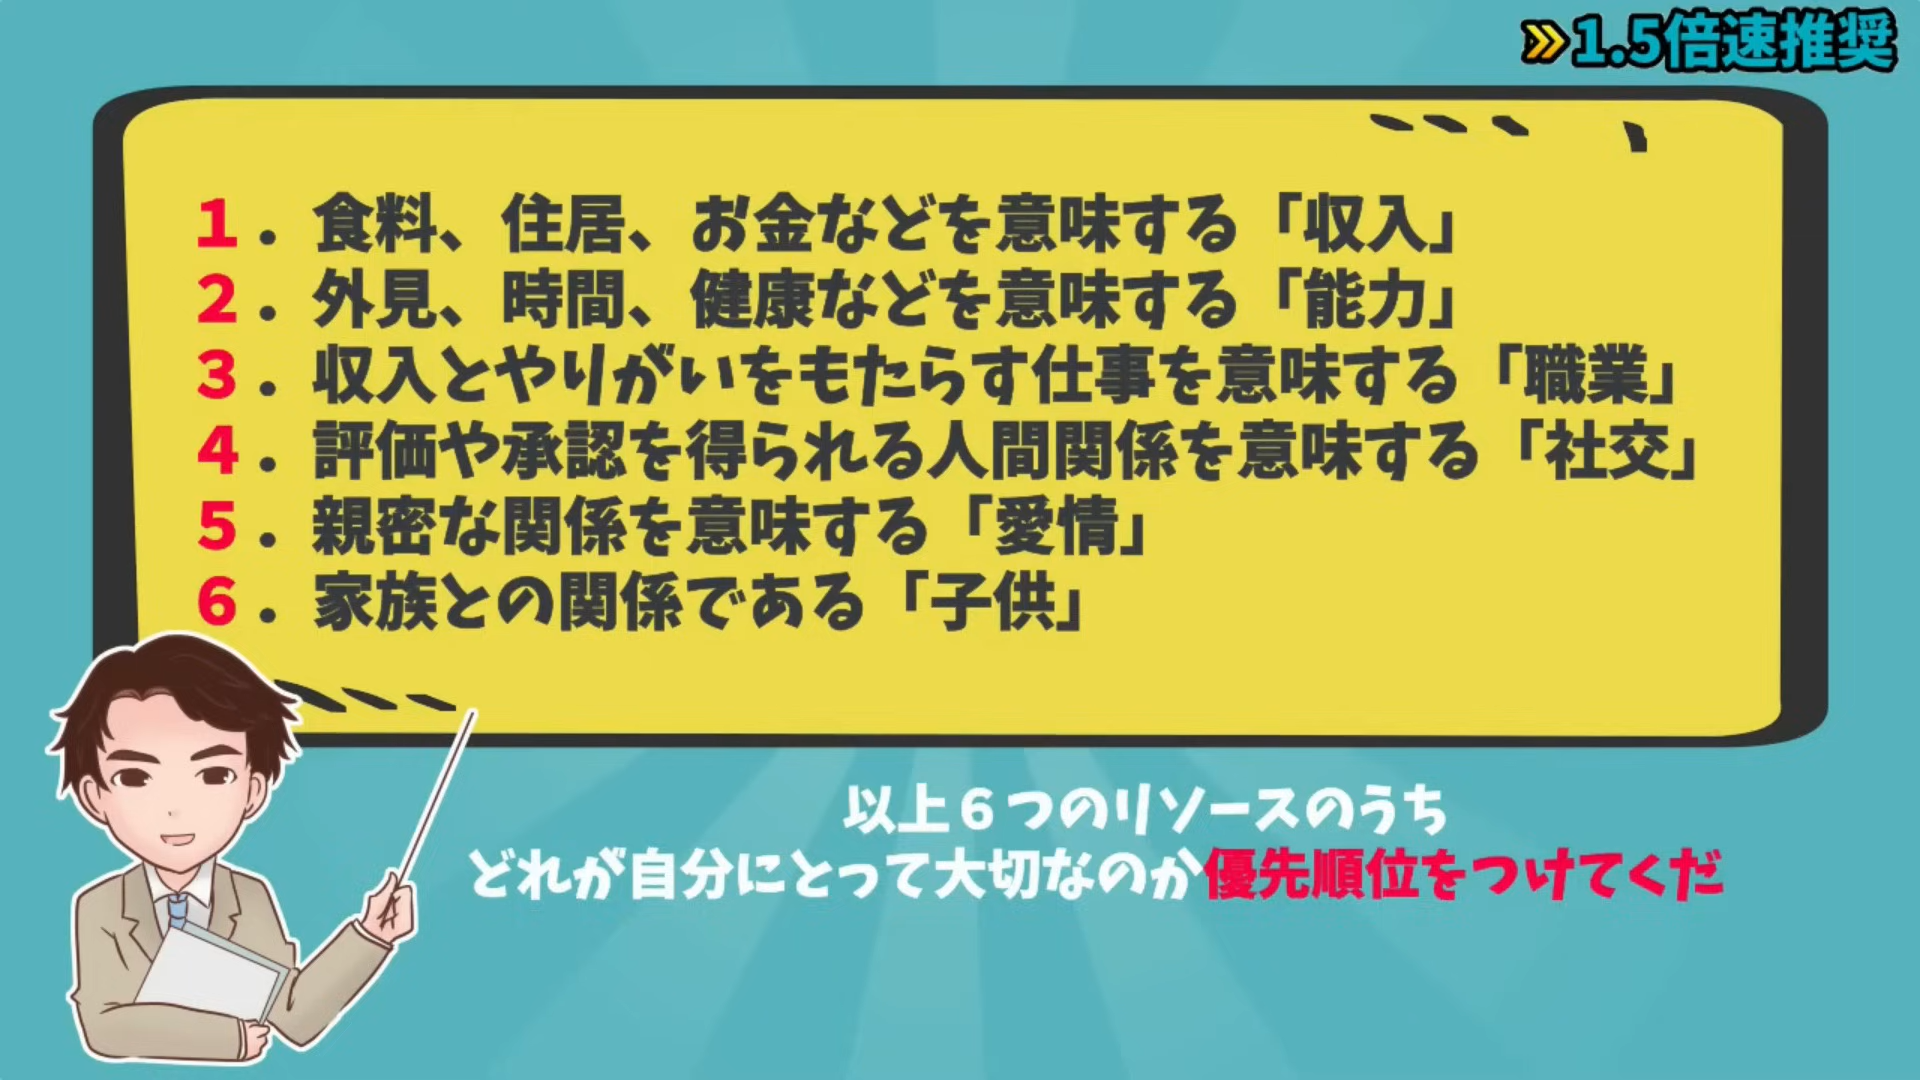 1.5倍速推奨
1．食料、住居、お金などを意味する「収入」
2．外見、時間、健康などを意味する「能力」
3．収入とやりがいをもたらす仕事を意味する「職業」
4．評価や承認を得られる人間関係を意味する「社交」
5．親密な関係を意味する「愛情」
6．家族との関係である「子供」
以上6つのリソースのうち
どれが自分にとって大切なのか優先順位をつけてくだ